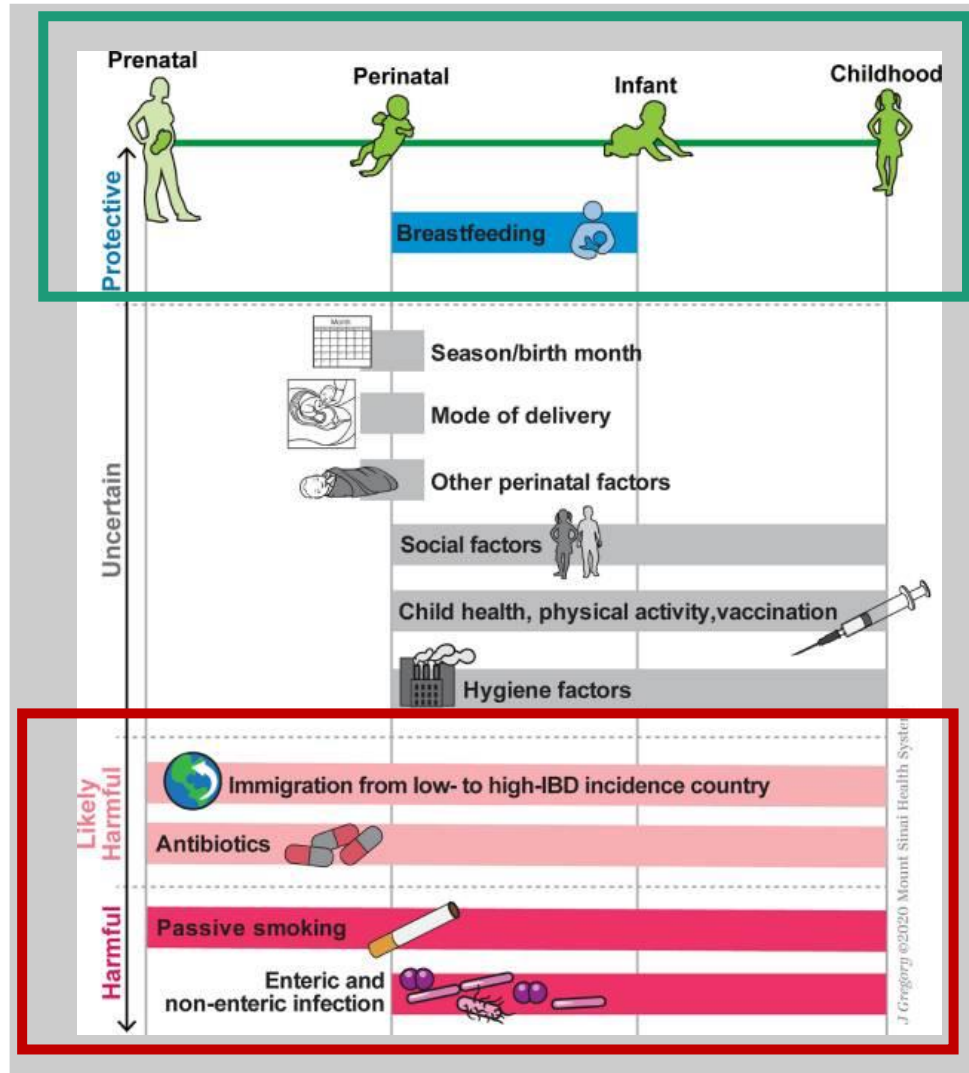 Prenatal
Perinatal
Infant
Childhood
Protective
Breastfeeding
Month
Season/birth month
Mode of delivery
Other perinatal factors
Uncertain
Social factors
Child health, physical activity,vaccination
Hygiene factors
Likely
Harmful
Immigration from low- to high-IBD incidence country
Antibiotics
Harmful
Passive smoking
Enteric and
non-enteric infection
J Gregory ©2020 Mount Sinai Health System